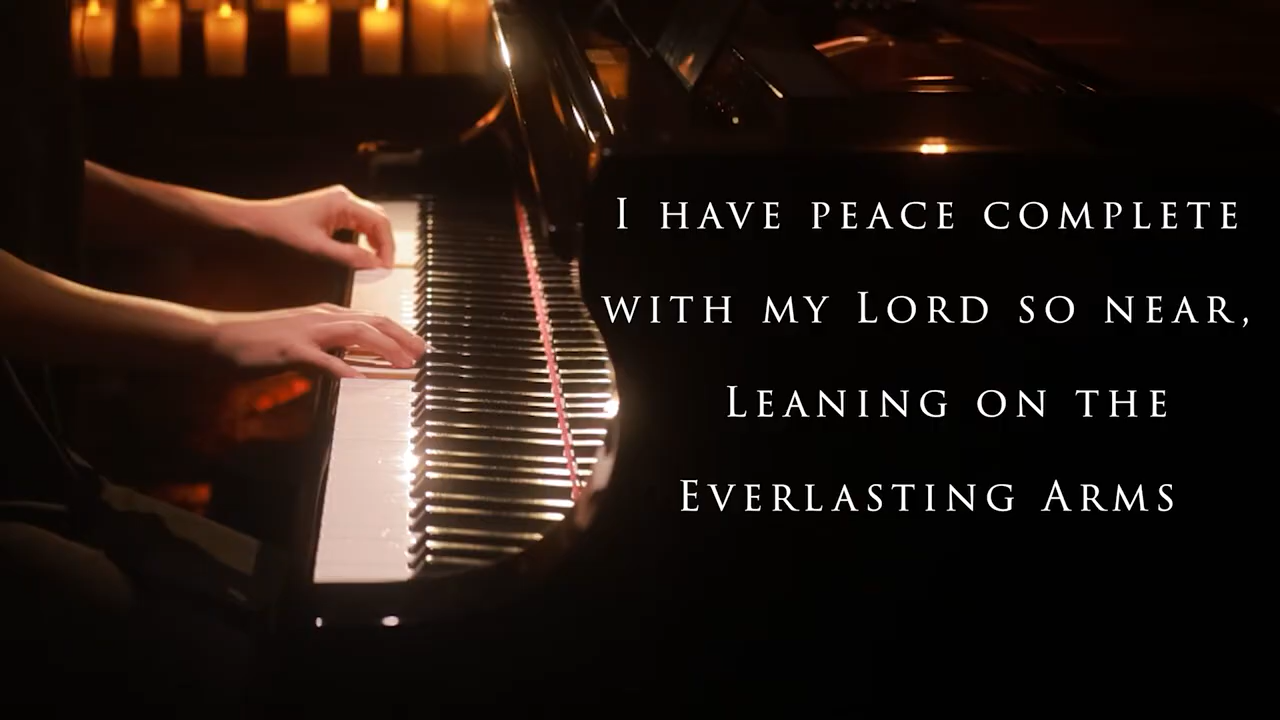 I have peace complete
with my Lord so near,
Leaning on the
Everlasting Arms